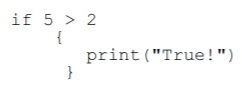 if 5 > 2
{
print("True!")
}